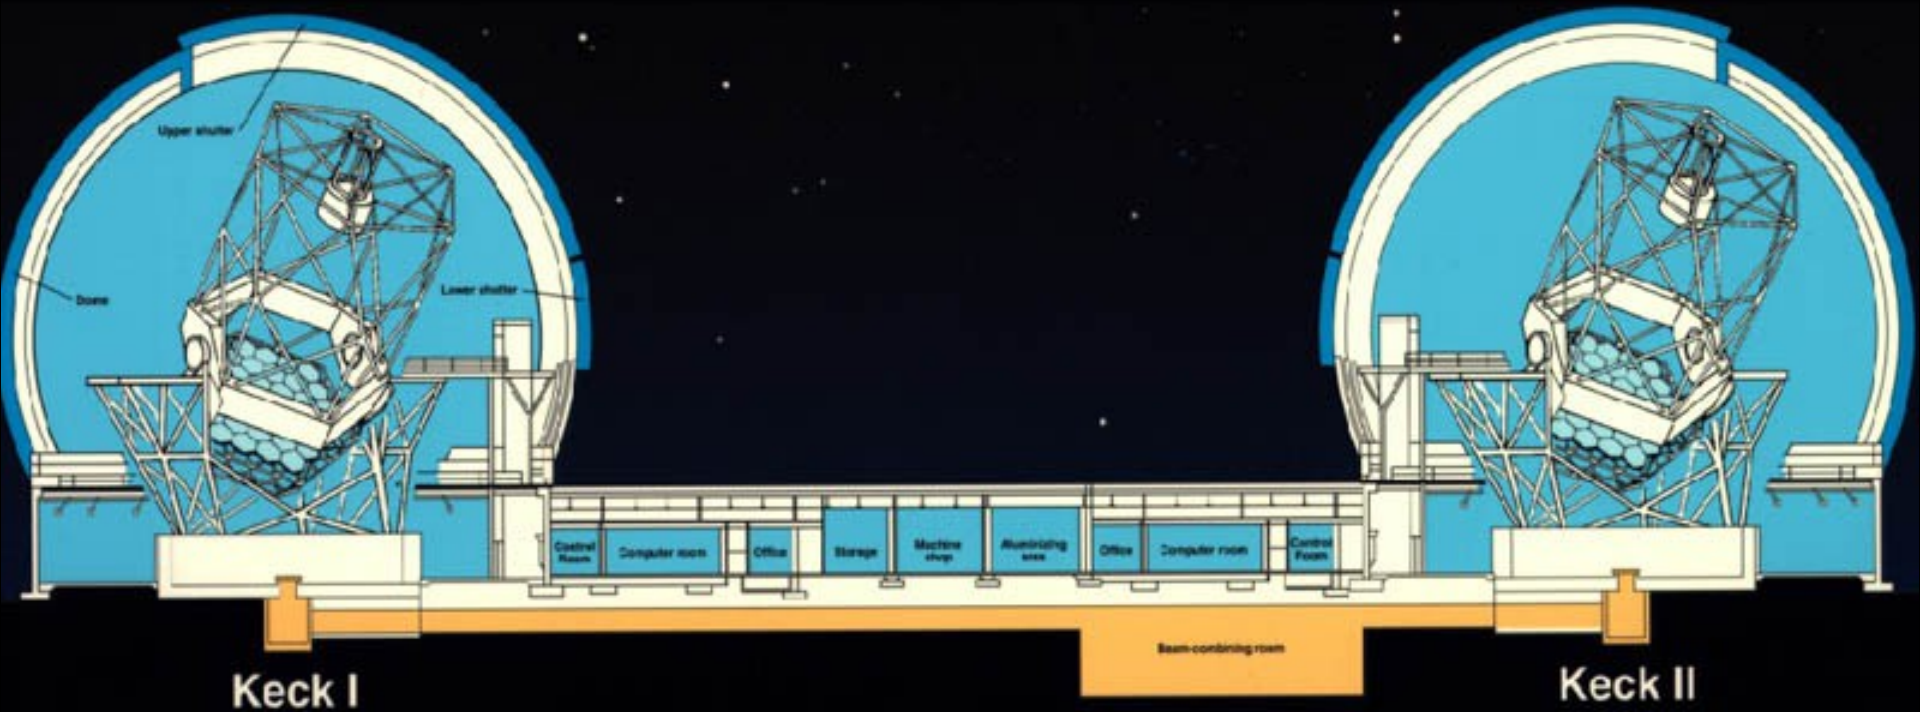 Upper shutter
Dome
Lower shutter
Control
Room
Computer room
Office
Storage
Machine
shop
Aluminizing
area
Office
Computer room
Control
Room
Beam-combining room
Keck I
Keck II